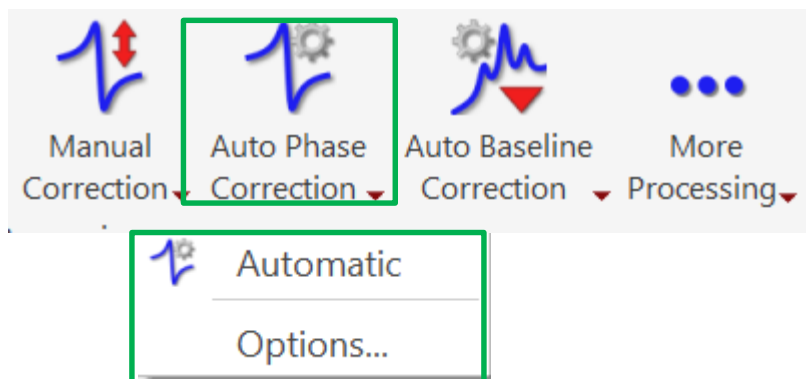 Manual Auto Phase Auto Baseline More
Correction Correction Correction Processing
Automatic
Options...